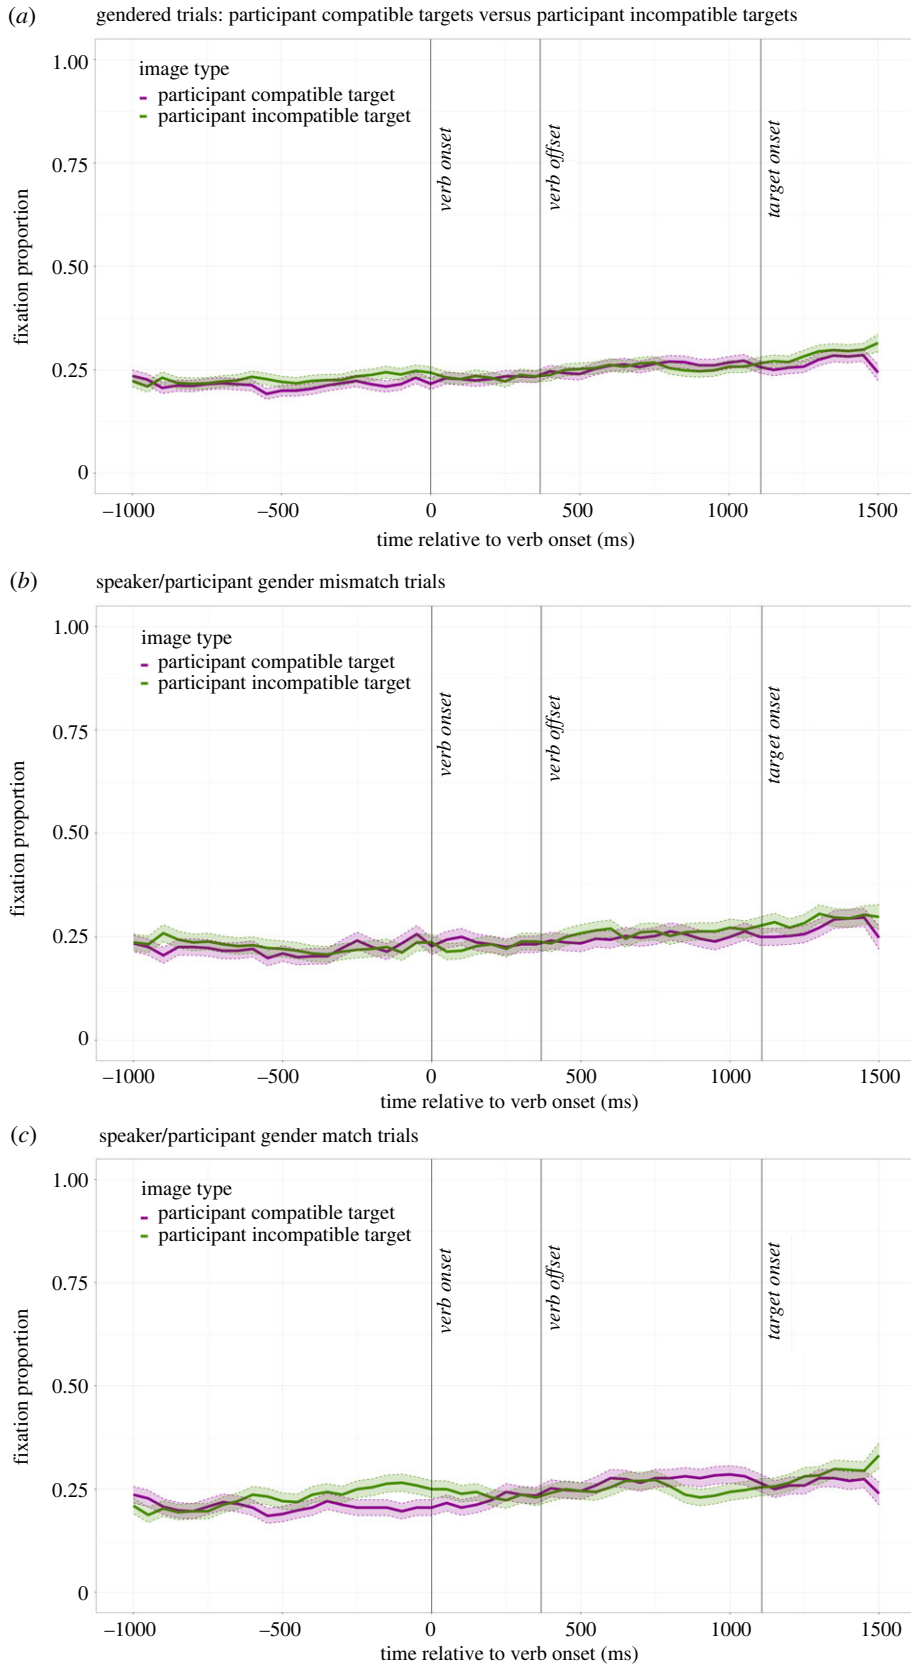 (a) gendered trials: participant compatible targets versus participant incompatible targets
1.00
image type
participant compatible target
participant incompatible target
verb onset
verb offset
target onset
0.75
fixation proportion
0.50
0.25
0
–1000 –500 0 500 1000 1500
time relative to verb onset (ms)
(b) speaker/participant gender mismatch trials
1.00
image type
participant compatible target
participant incompatible target
verb onset
verb offset
target onset
0.75
fixation proportion
0.50
0.25
0
–1000 –500 0 500 1000 1500
time relative to verb onset (ms)
(c) speaker/participant gender match trials
1.00
image type
participant compatible target
participant incompatible target
verb onset
verb offset
target onset
0.75
fixation proportion
0.50
0.25
0
–1000 –500 0 500 1000 1500
time relative to verb onset (ms)